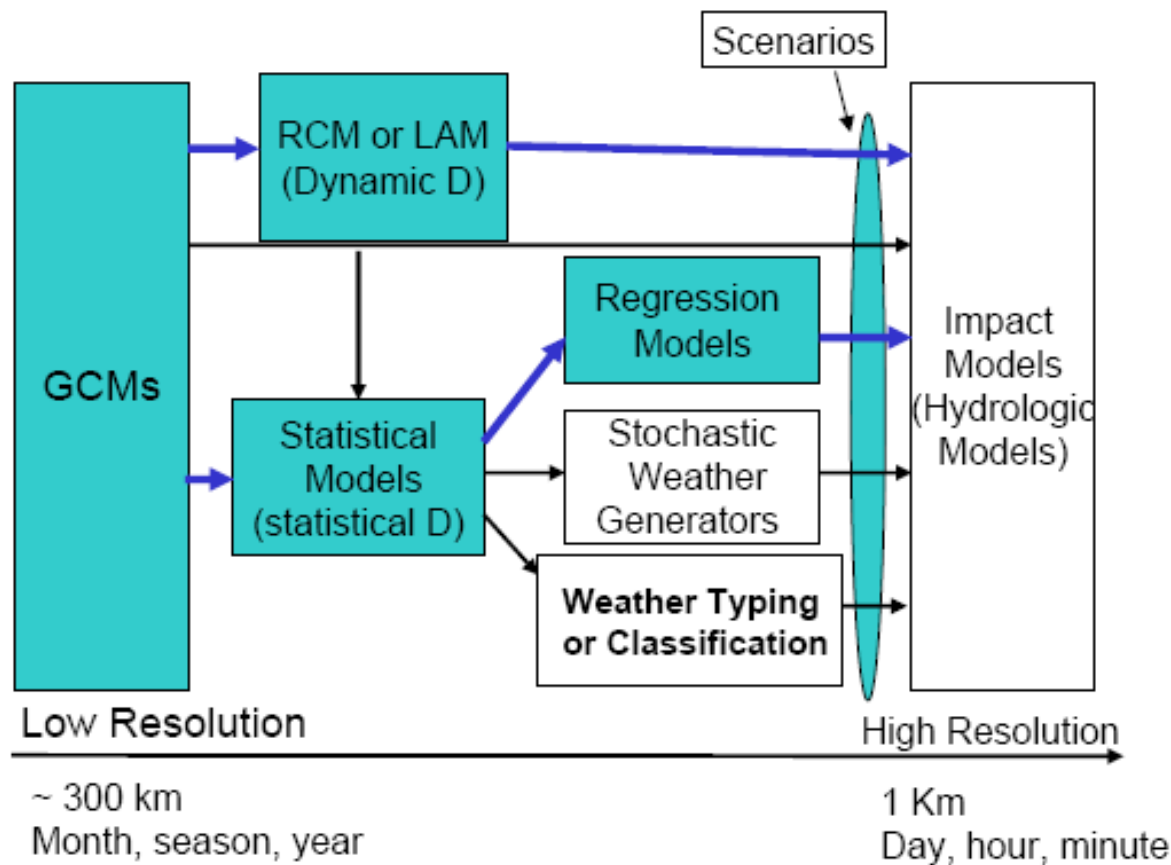 Scenarios
RCM or LAM
(Dynamic D)
GCMs
Regression
Models
Statistical
Models
(statistical D)
Stochastic
Weather
Generators
Weather Typing
or Classification
Impact
Models
(Hydrologic
Models)
Low Resolution
High Resolution
~ 300 km
Month, season, year
1 Km
Day, hour, minute